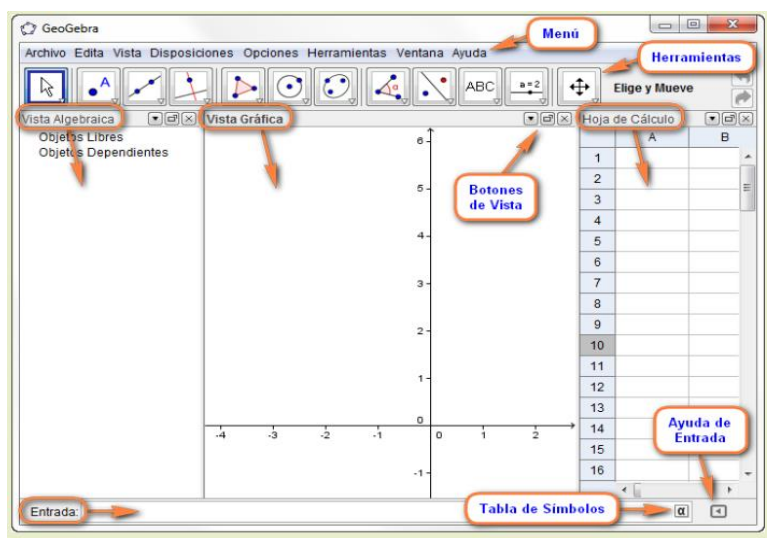 GeoGebra
Menú
Archivo Edita Vista Disposiciones Opciones Herramientas Ventana Ayuda
Herramientas
A
α
ABC
a=2
Elige y Mueve
Vista Algebraica
Vista Gráfica
Hoja de Cálculo
Objetos Libres
Objetos Dependientes
Botones
de Vista
6
5
4
3
2
1
0
-1
-4 -3 -2 -1 0 1 2
A B
1
2
3
4
5
6
7
8
9
10
11
12
13
14
15
16
Ayuda de
Entrada
Entrada:
Tabla de Símbolos
α